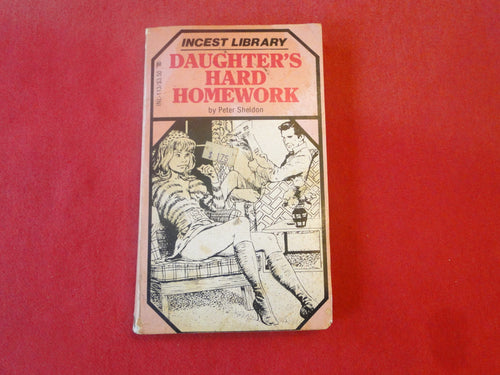 INCEST LIBRARY
DAUGHTER'S
HARD
HOMEWORK
by Peter Sheldon